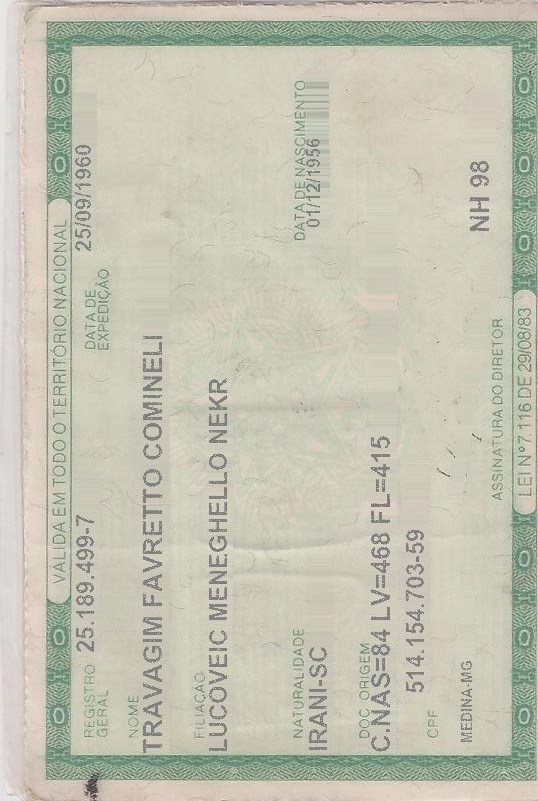 VALIDA EM TODO O TERRITÓRIO NACIONAL
REGISTRO GERAL 25.189.499-7 DATA DE EXPEDIÇÃO 25/09/1960
NOME
TRAVAGIM FAVRETTO COMINELI
FILIAÇÃO
LUCOVEIC MENEGHELLO NEKR
NATURALIDADE DATA DE NASCIMENTO
IRANI-SC 01/12/1956
DOC ORIGEM
C.NAS=84 LV=468 FL=415
514.154.703-59
CPF
MEDINA-MG NH 98
ASSINATURA DO DIRETOR
LEI Nº 7.116 DE 29/08/83